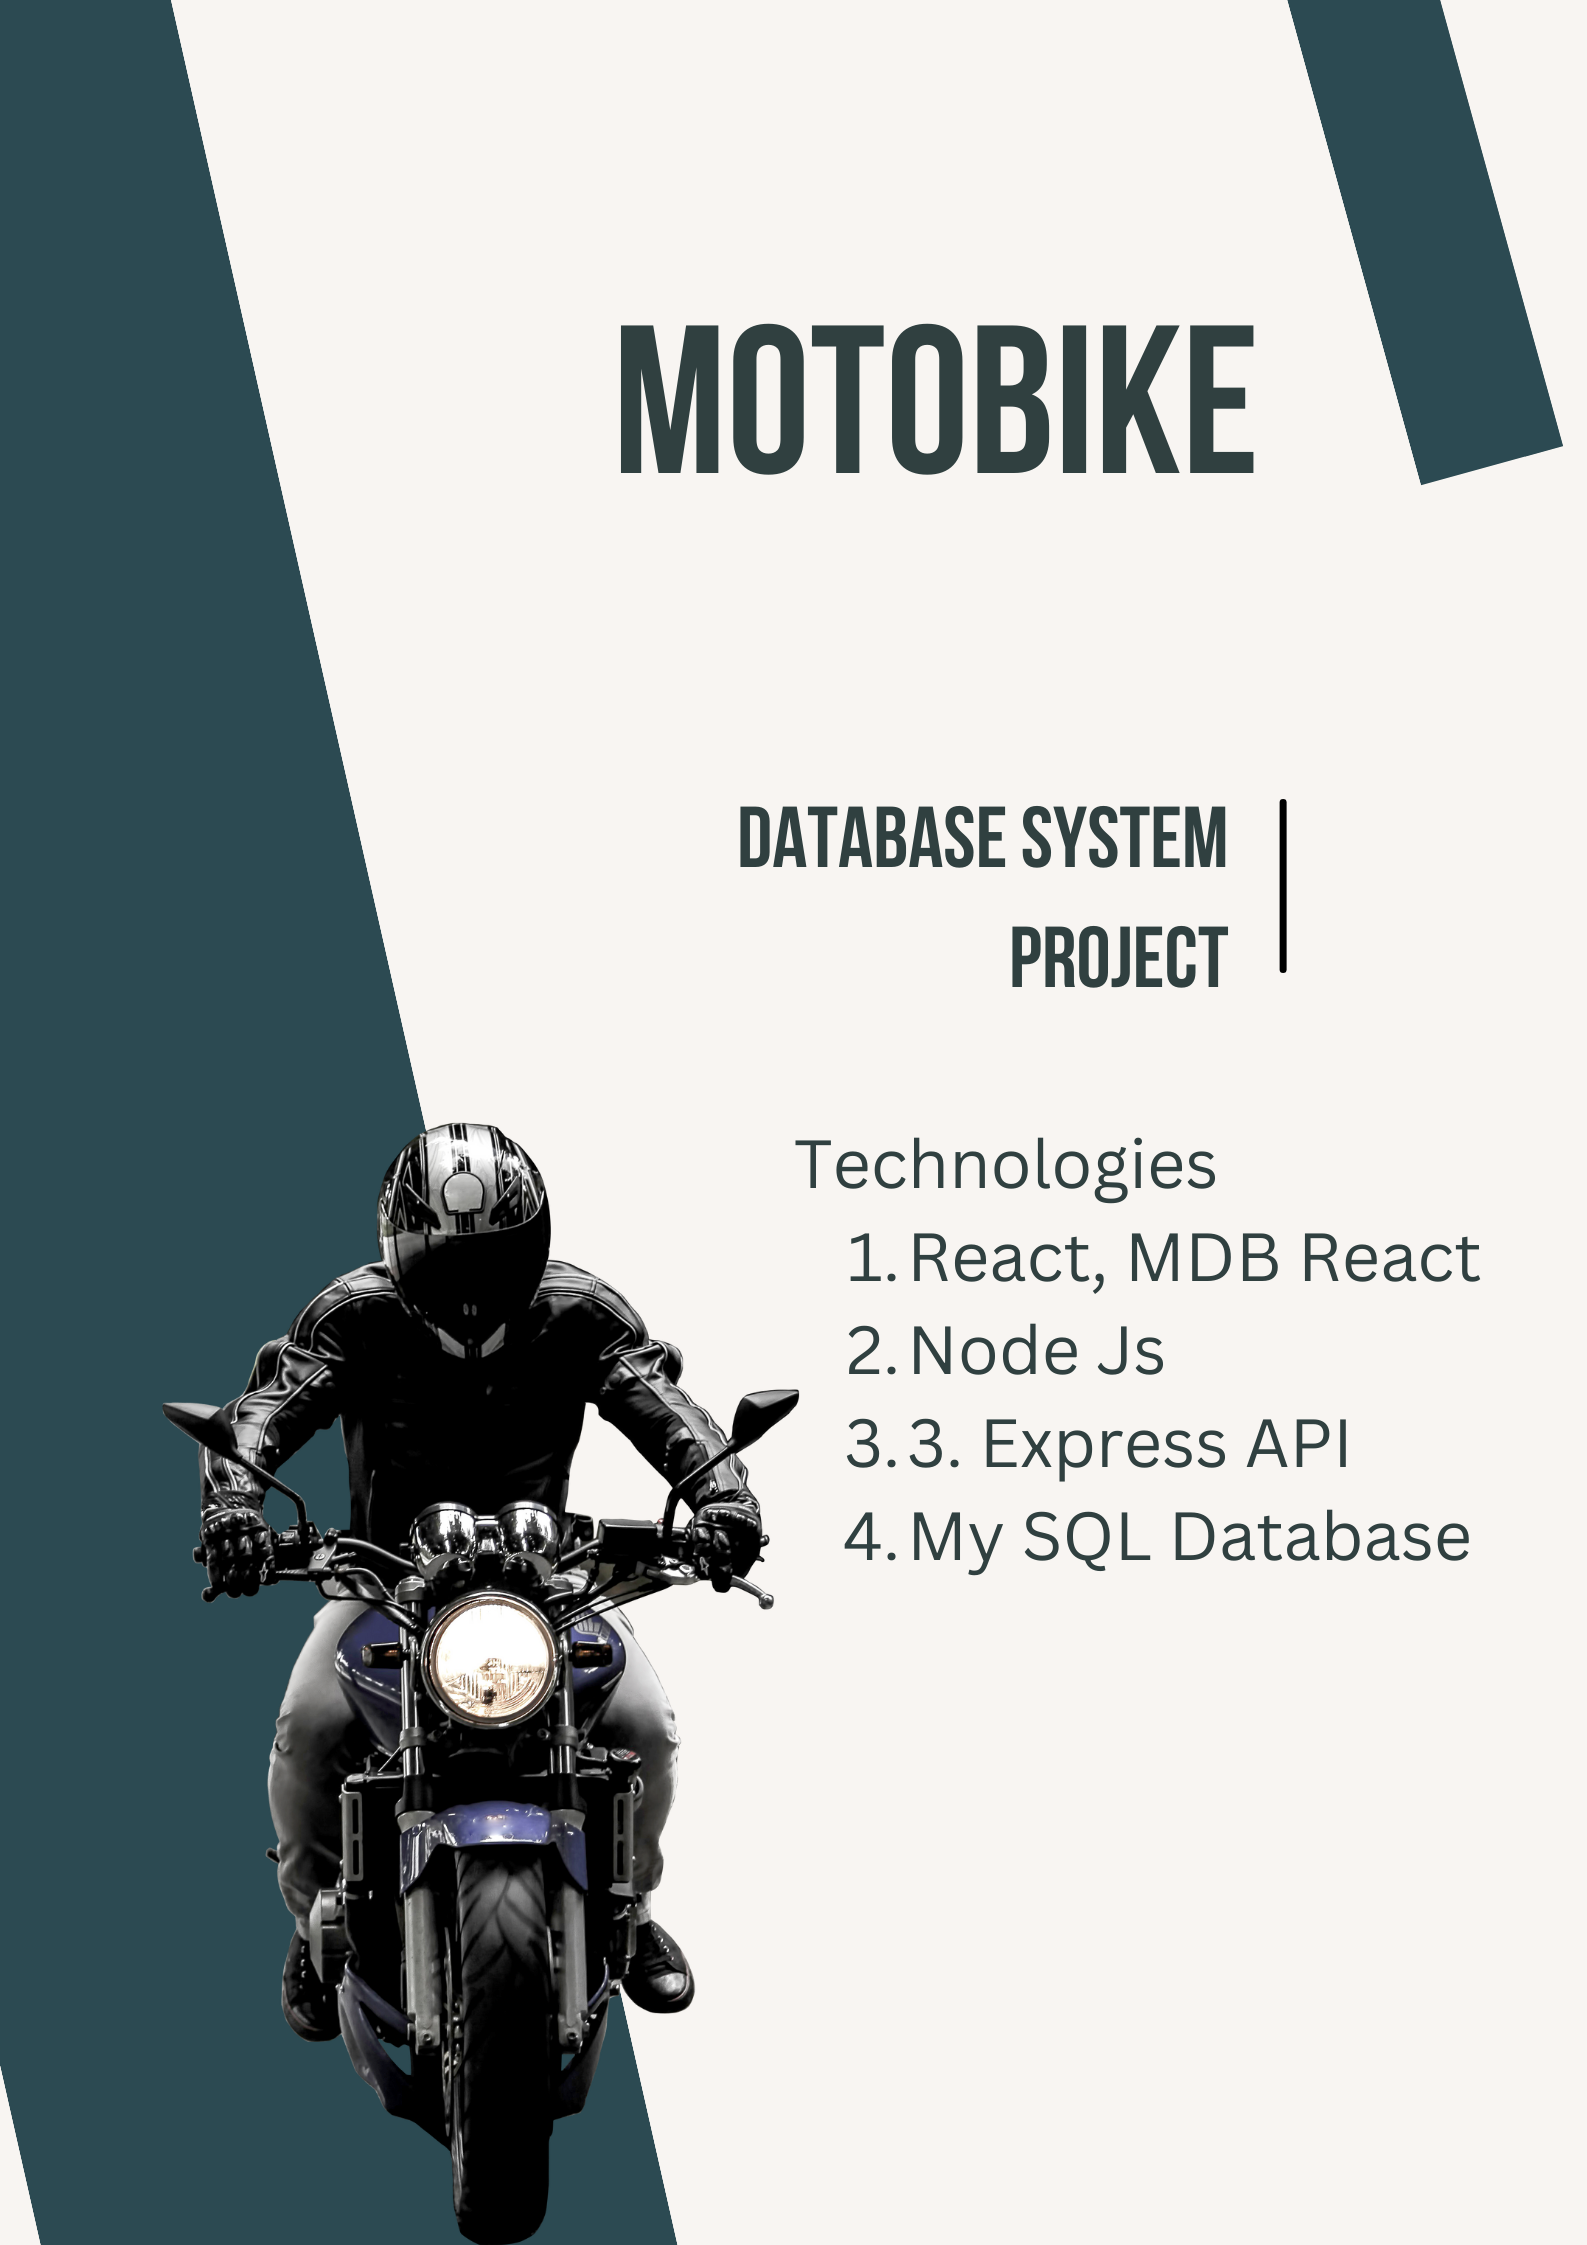 MOTOBIKE
DATABASE SYSTEM
PROJECT
Technologies
1. React, MDB React
2. Node Js
3. 3. Express API
4. My SQL Database